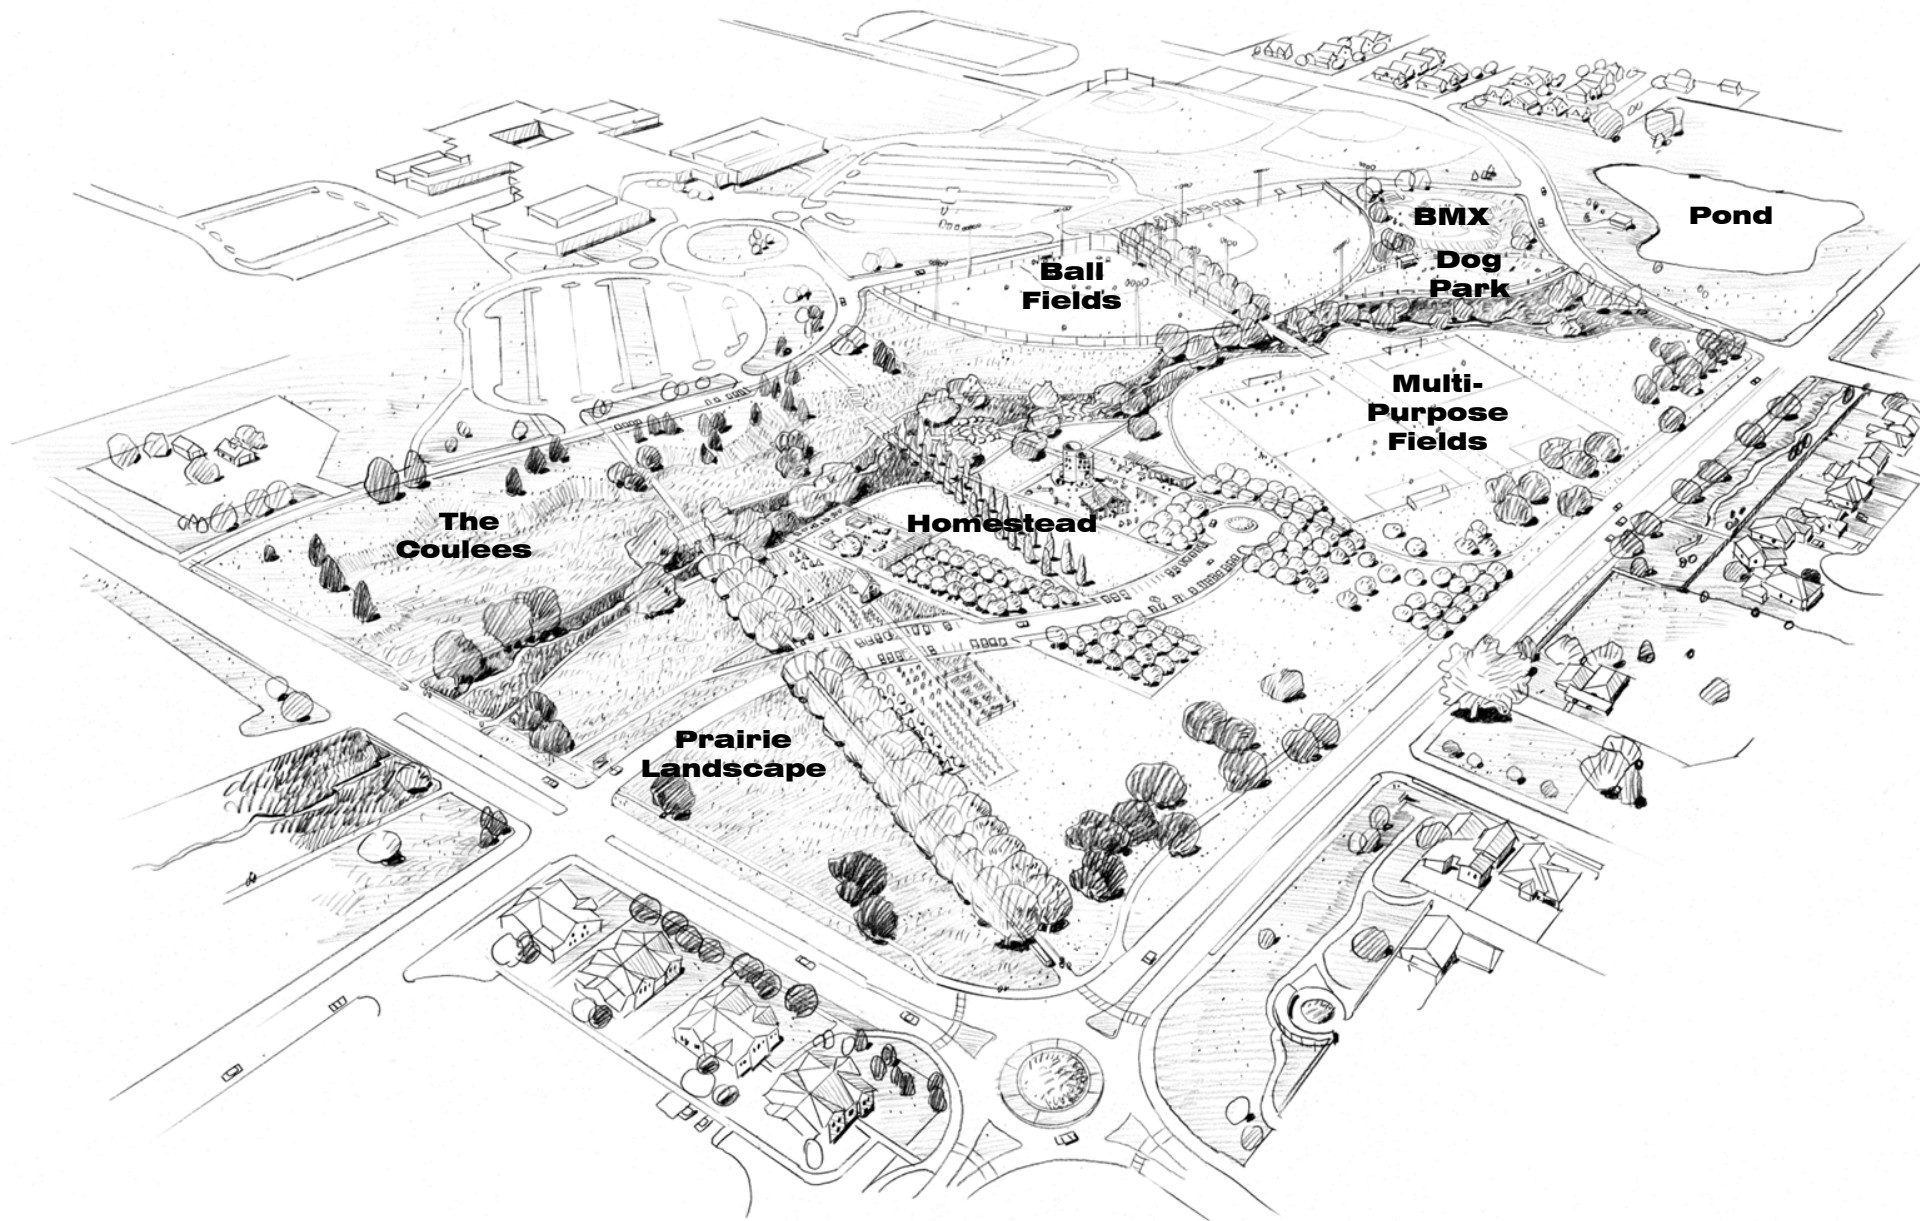 BMX
Pond
Dog
Park
Ball
Fields
Multi-
Purpose
Fields
The
Coulees
Homestead
Prairie
Landscape